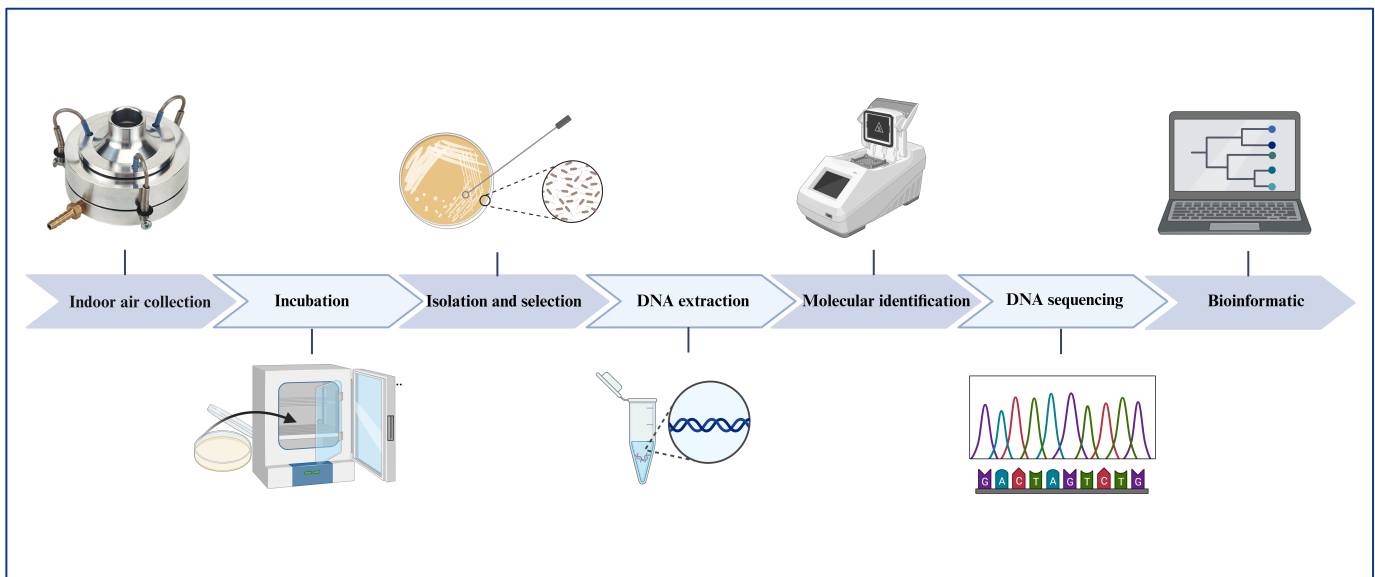 Indoor air collection
Incubation
Isolation and selection
DNA extraction
Molecular identification
DNA sequencing
Bioinformatic
..
G A C T A G T C T G